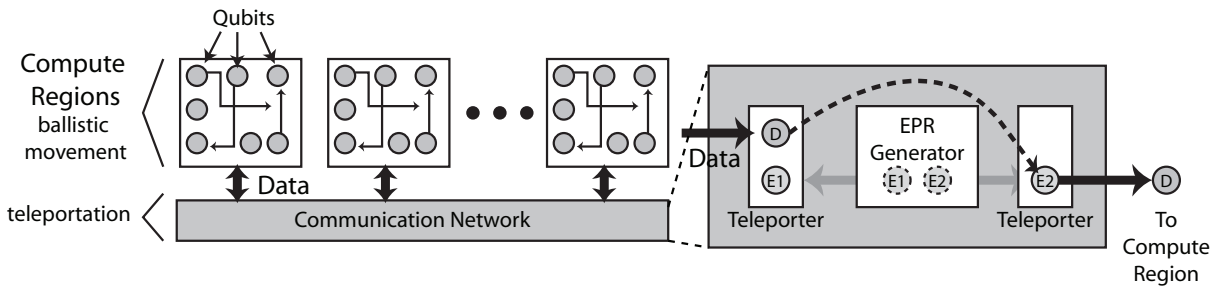 Qubits
Compute
Regions
ballistic
movement
Data
teleportation
Communication Network
Data
D
E1
Teleporter
EPR
Generator
E1 E2
E2
Teleporter
D
To
Compute
Region